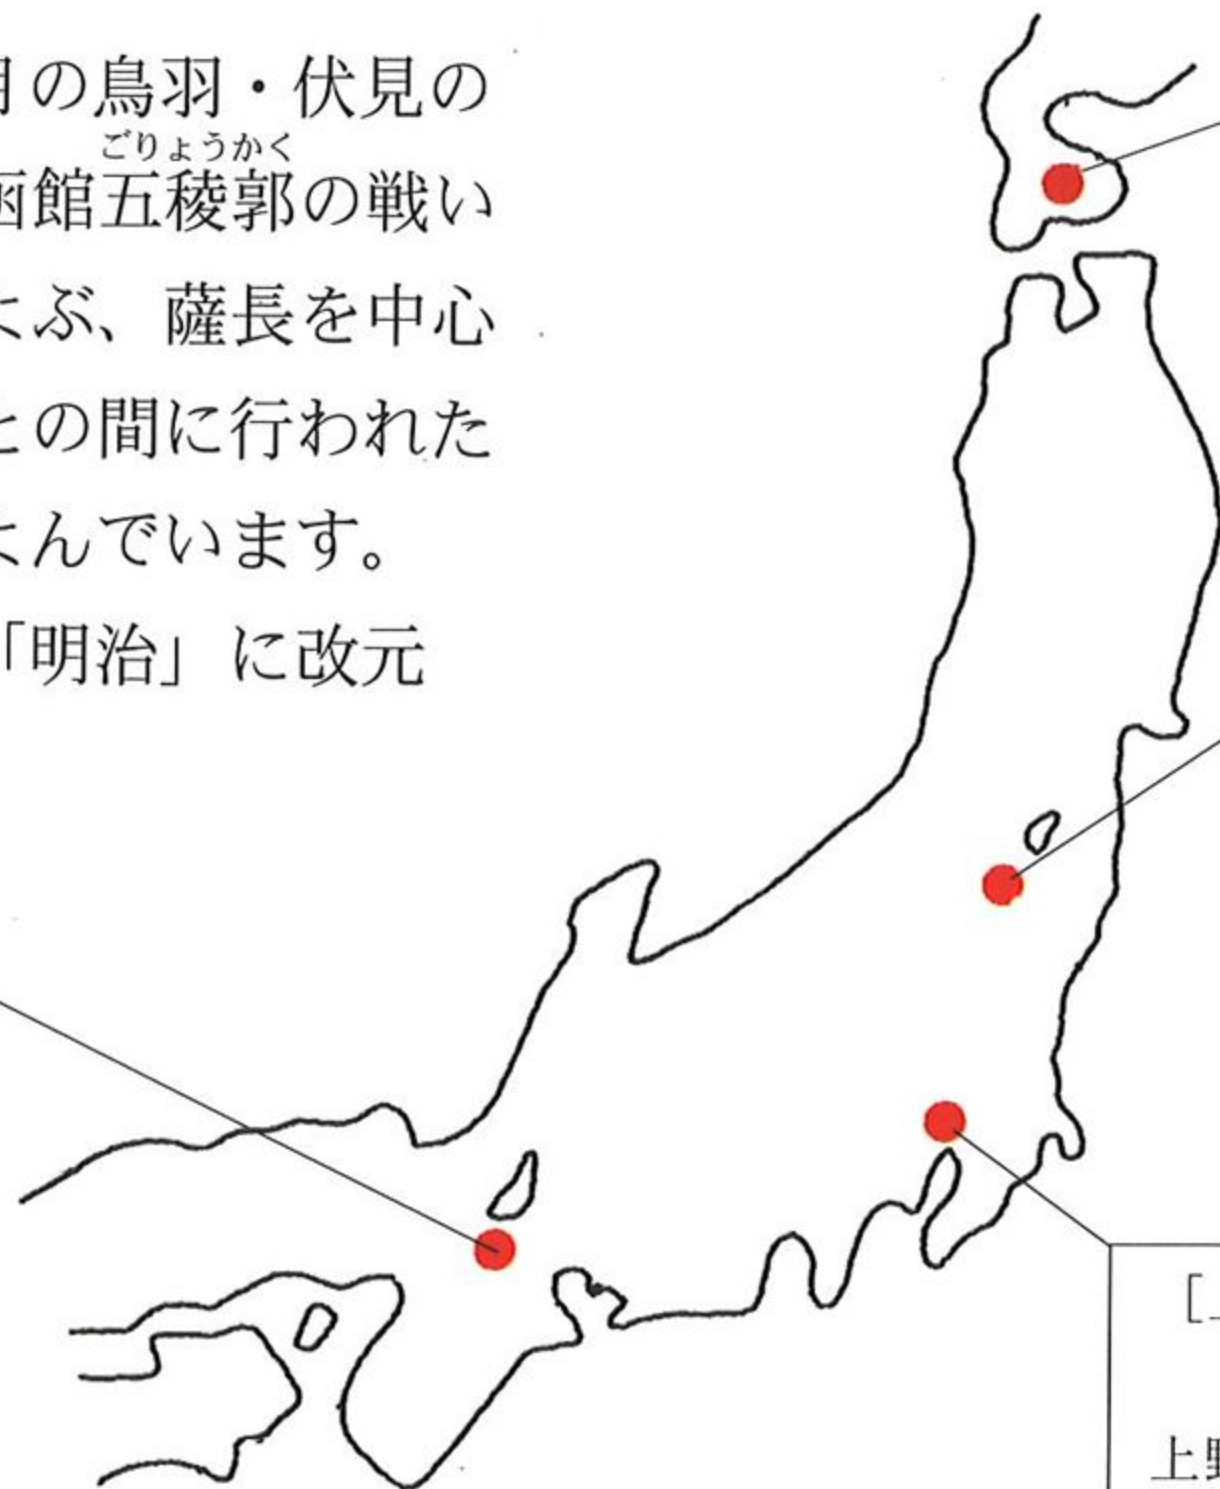 月の鳥羽・伏見の
ごりょうかく
函館五稜郭の戦い
よぶ、薩長を中心
との間に行われた
よんでいます。
「明治」に改元
[
上野